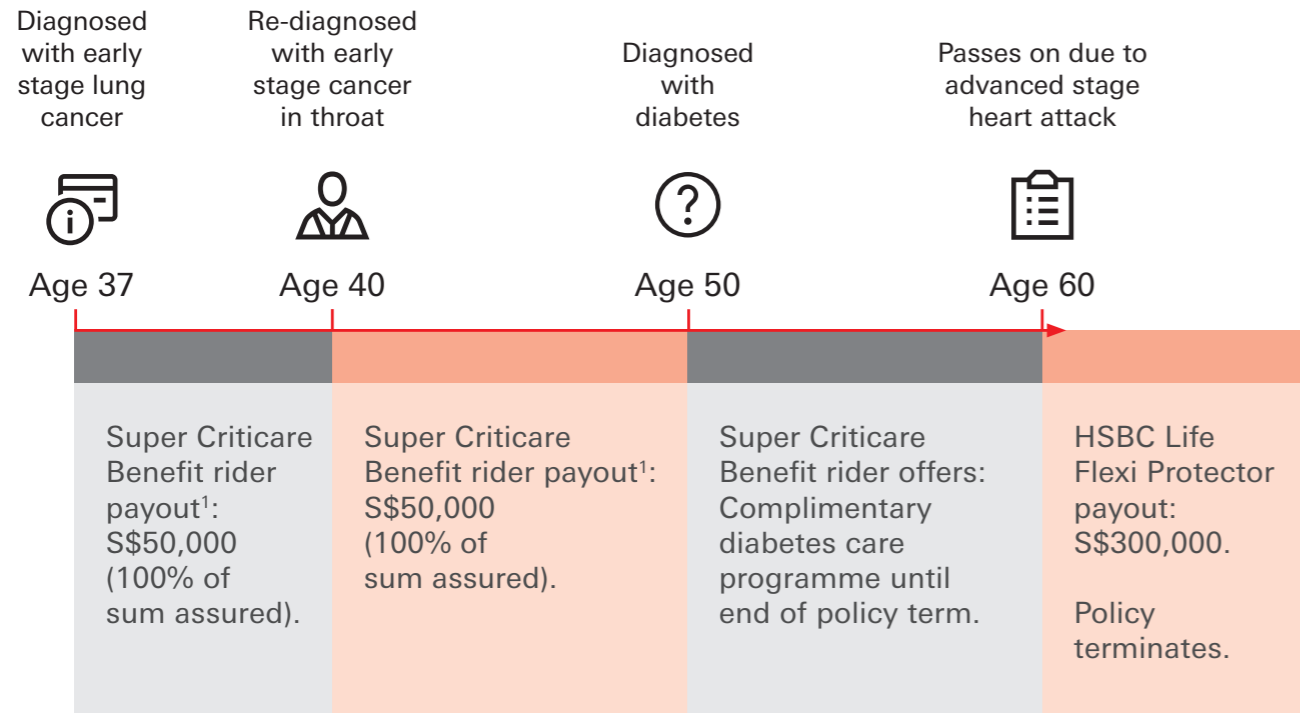 Diagnosed
with early
stage lung
cancer
Re-diagnosed
with early
stage cancer
in throat
Diagnosed
with
diabetes
Passes on due to
advanced stage
heart attack
i
?
Age 37
Age 40
Age 50
Age 60
Super Criticare
Benefit rider
payout¹:
S$50,000
(100% of
sum assured).
Super Criticare
Benefit rider payout¹:
S$50,000
(100% of
sum assured).
Super Criticare
Benefit rider offers:
Complimentary
diabetes care
programme until
end of policy term.
HSBC Life
Flexi Protector
payout:
S$300,000.
Policy
terminates.